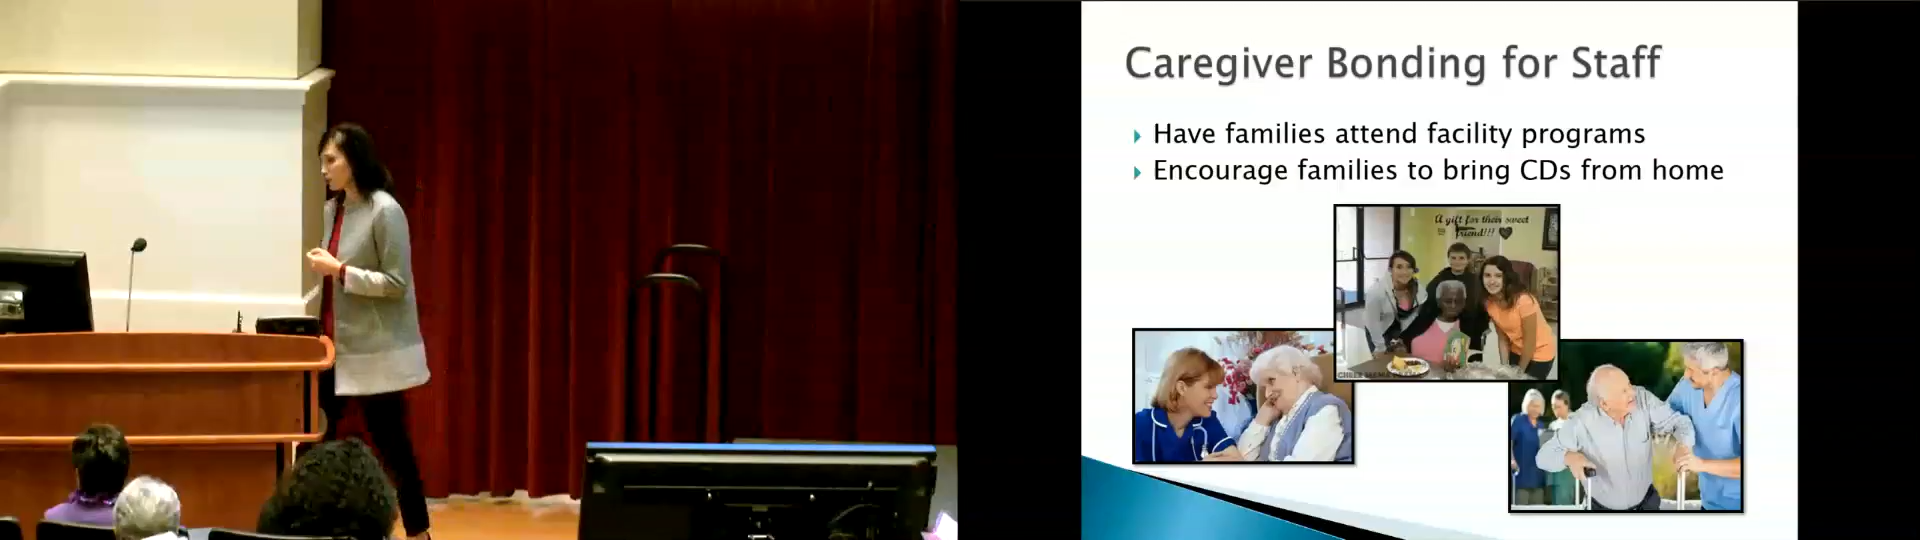 Caregiver Bonding for Staff
Have families attend facility programs
Encourage families to bring CDs from home
A gift for their sweet
friend!!!